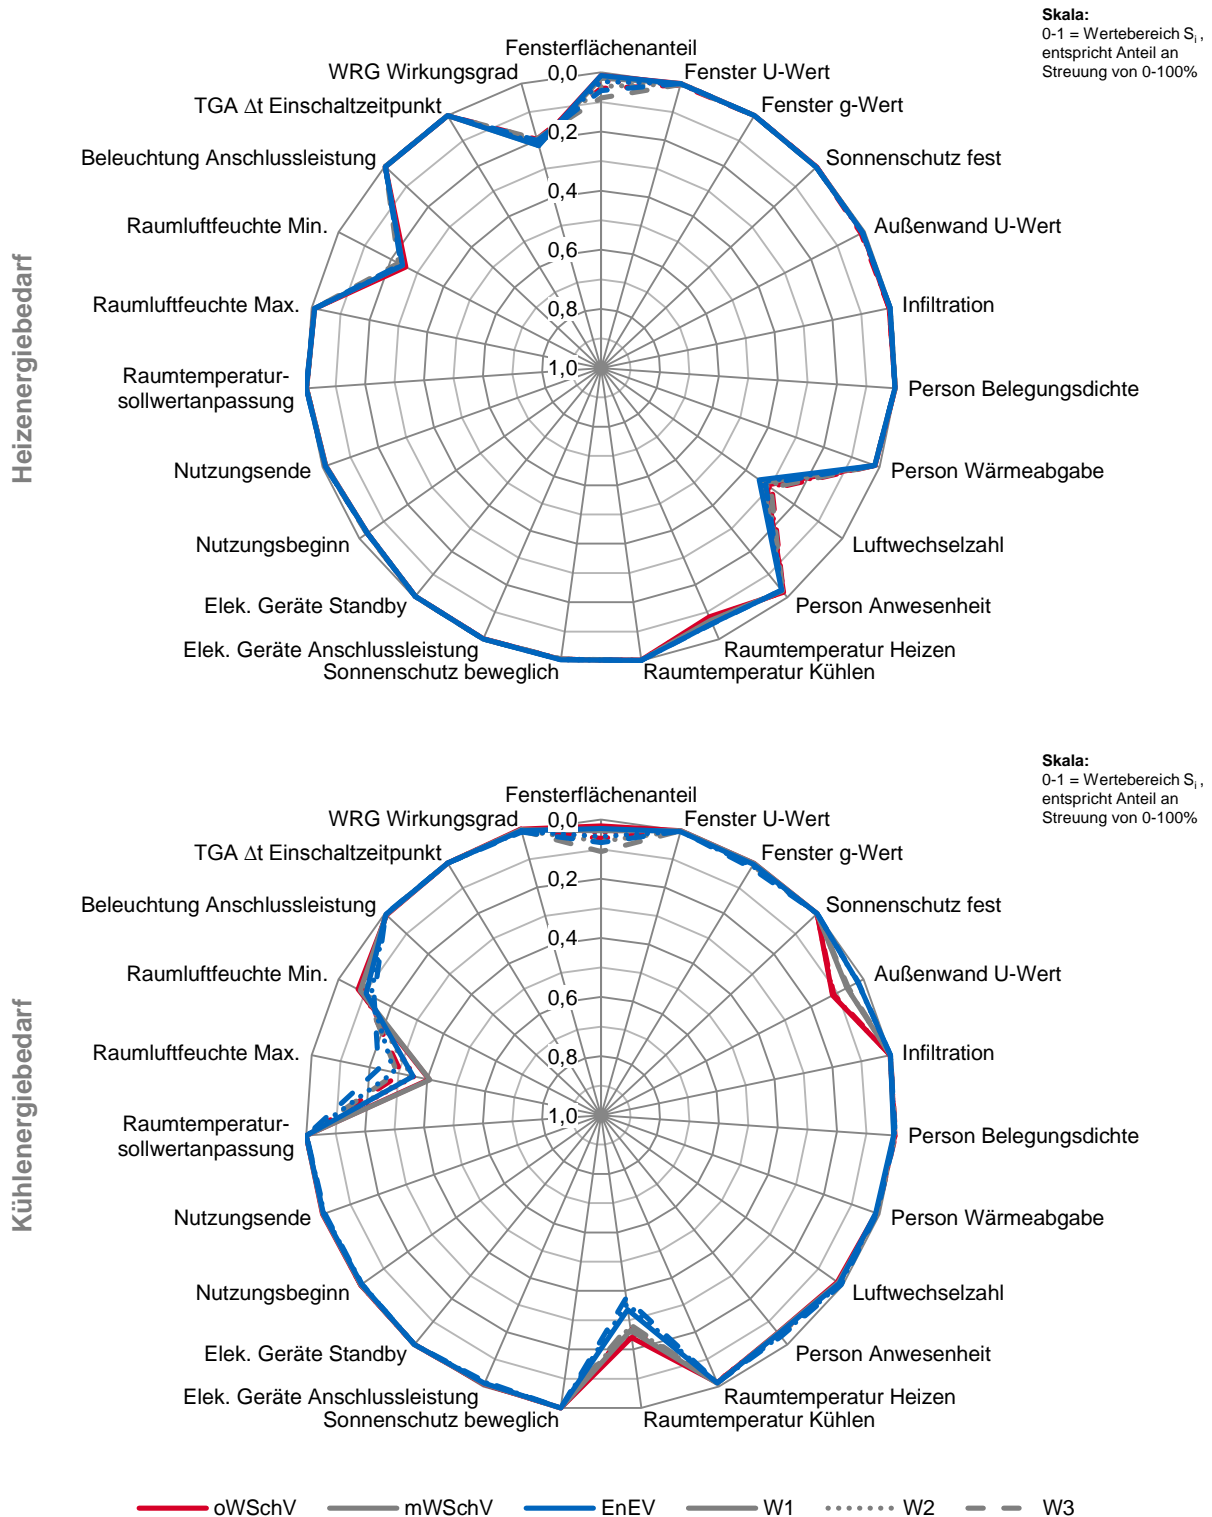 Skala:
0-1 = Wertebereich Si ,
entspricht Anteil an
Streuung von 0-100%
Heizenergiebedarf
Fensterflächenanteil
Fenster U-Wert
Fenster g-Wert
Sonnenschutz fest
Außenwand U-Wert
Infiltration
Person Belegungsdichte
Person Wärmeabgabe
Luftwechselzahl
Person Anwesenheit
Raumtemperatur Heizen
Raumtemperatur Kühlen
Sonnenschutz beweglich
Elek. Geräte Anschlussleistung
Elek. Geräte Standby
Nutzungsbeginn
Nutzungsende
Raumtemperatur-
sollwertanpassung
Raumluftfeuchte Max.
Raumluftfeuchte Min.
Beleuchtung Anschlussleistung
TGA Δt Einschaltzeitpunkt
WRG Wirkungsgrad
0,0
0,2
0,4
0,6
0,8
1,0
Skala:
0-1 = Wertebereich Si ,
entspricht Anteil an
Streuung von 0-100%
Kühlenergiebedarf
Fensterflächenanteil
Fenster U-Wert
Fenster g-Wert
Sonnenschutz fest
Außenwand U-Wert
Infiltration
Person Belegungsdichte
Person Wärmeabgabe
Luftwechselzahl
Person Anwesenheit
Raumtemperatur Heizen
Raumtemperatur Kühlen
Sonnenschutz beweglich
Elek. Geräte Anschlussleistung
Elek. Geräte Standby
Nutzungsbeginn
Nutzungsende
Raumtemperatur-
sollwertanpassung
Raumluftfeuchte Max.
Raumluftfeuchte Min.
Beleuchtung Anschlussleistung
TGA Δt Einschaltzeitpunkt
WRG Wirkungsgrad
0,0
0,2
0,4
0,6
0,8
1,0
oWSchV mWSchV EnEV W1 W2 W3